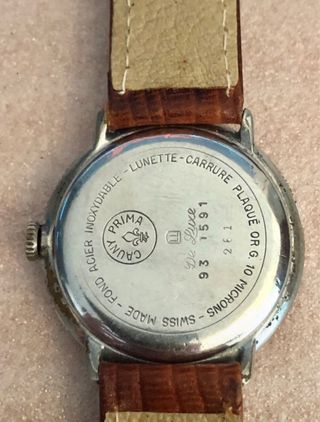 FOND ACIER INOXYDABLE - LUNETTE - CARRURE PLAQUÉ OR G. 10 MICRONS - SWISS MADE -
CAUNY PRIMA
De Luxe
93 1591
261